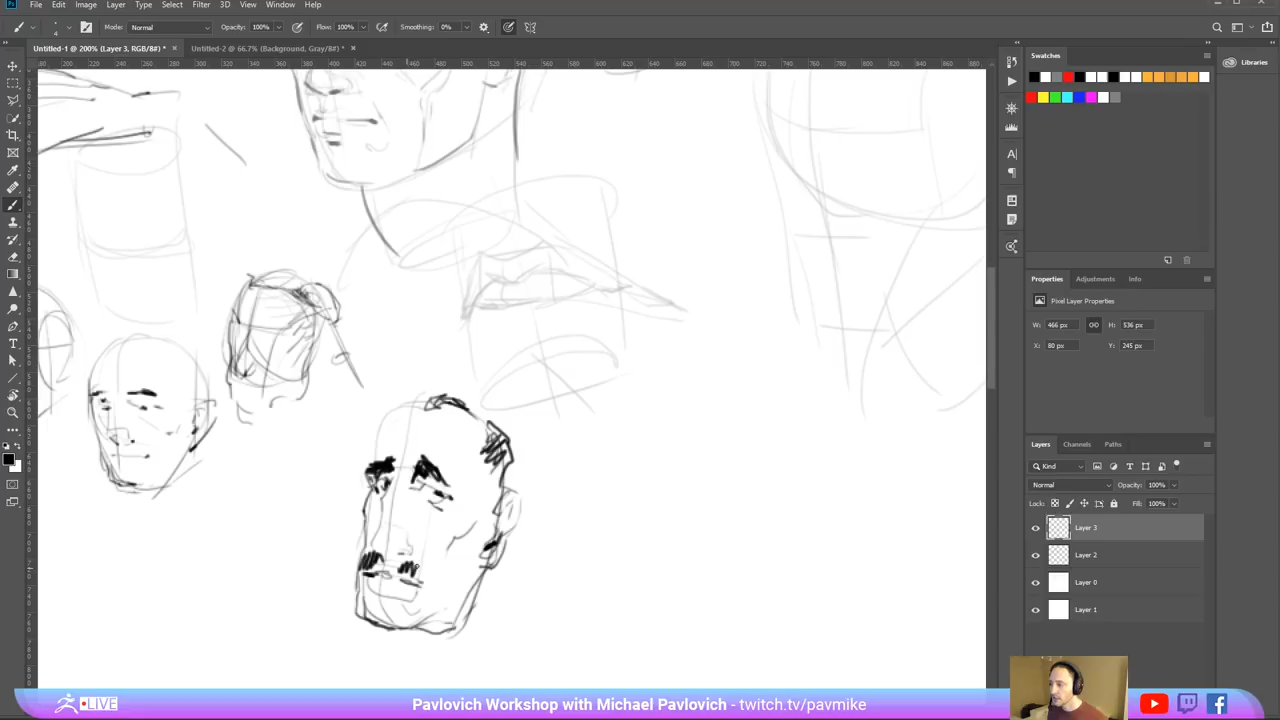 File Edit Image Layer Type Select Filter 3D View Window Help
Mode: Normal Opacity: 100% Flow: 100% Smoothing: 0%
Untitled-1 @ 200% (Layer 3, RGB/8#) * × Untitled-2 @ 66.7% (Background, Gray/8#) * ×
Swatches
Libraries
Properties Adjustments Info
Pixel Layer Properties
W: 466 px H: 536 px
X: 80 px Y: 245 px
Layers Channels Paths
Kind
Normal Opacity: 100%
Lock: Fill: 100%
Layer 3
Layer 2
Layer 0
Layer 1
LIVE
Pavlovich Workshop with Michael Pavlovich - twitch.tv/pavmike